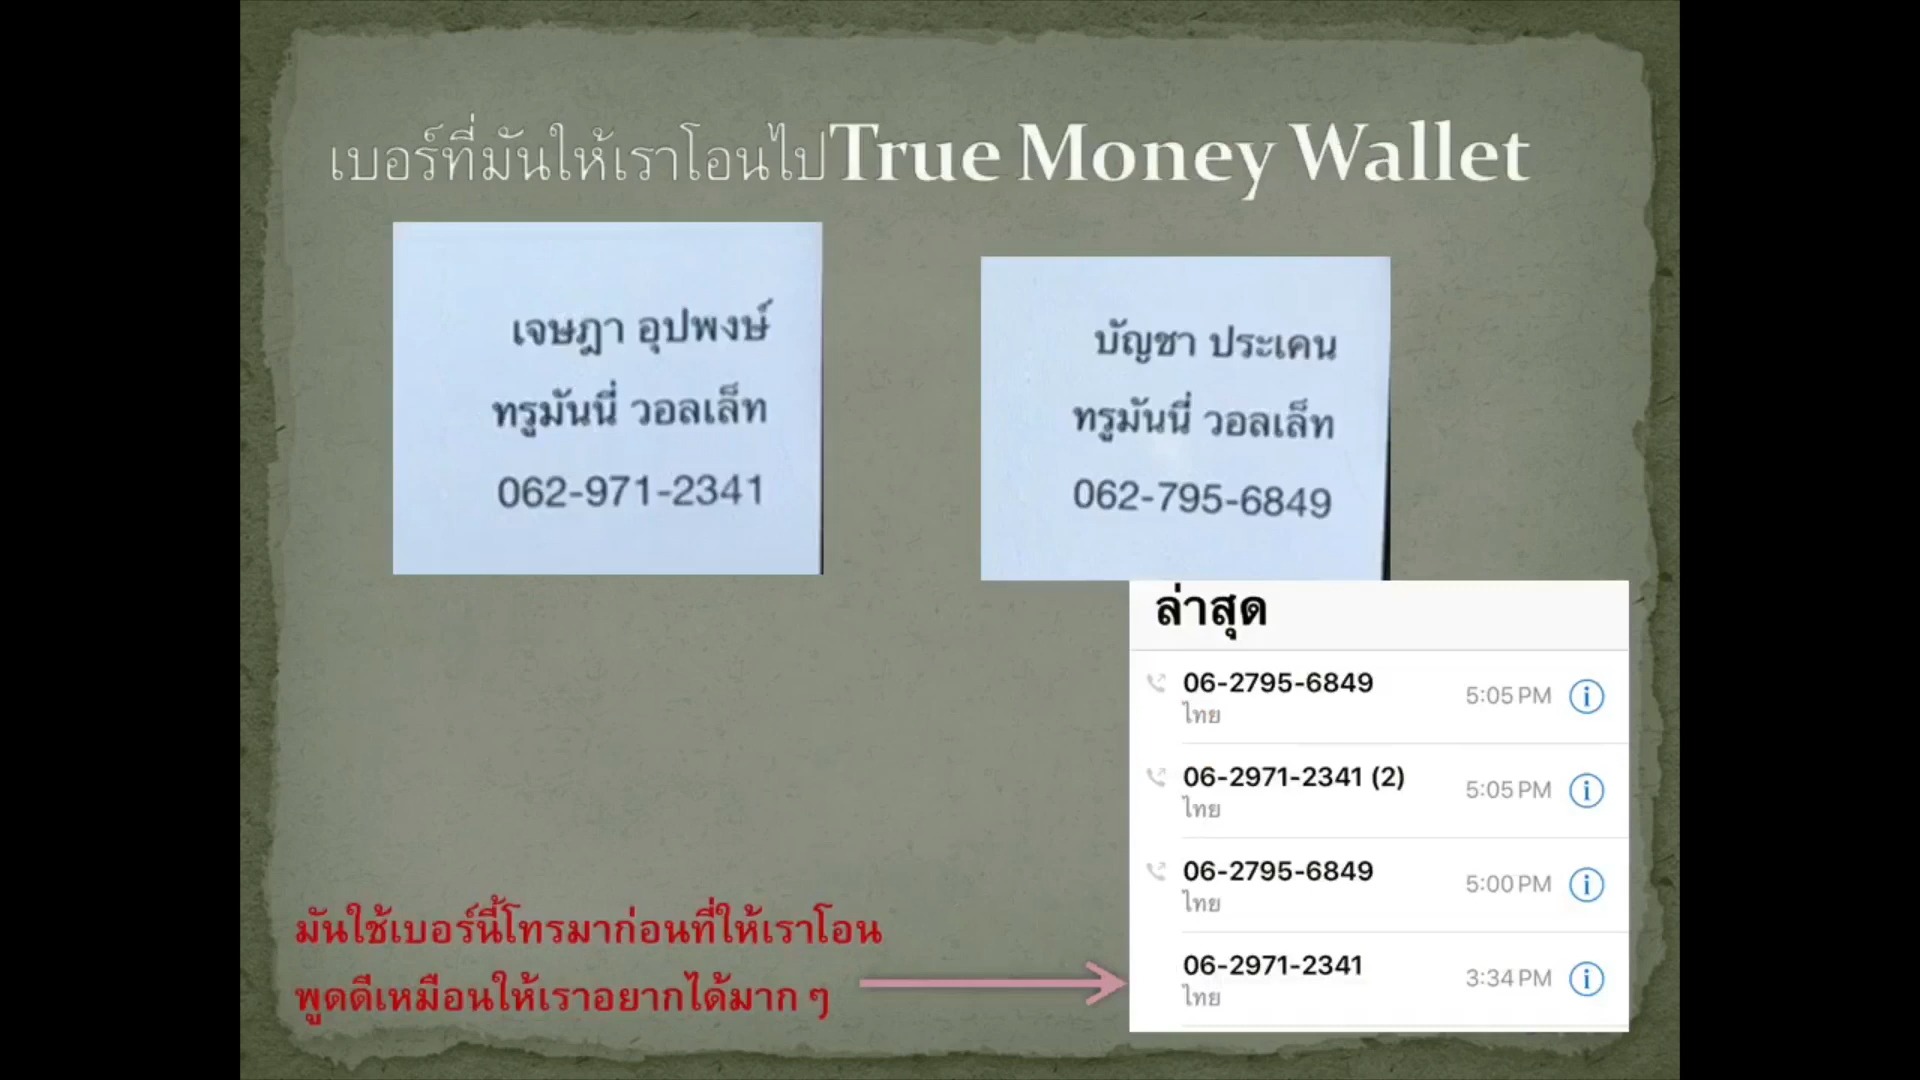 เบอร์ที่มันให้เราโอนไปTrue Money Wallet
เจษฎา อุปพงษ์
ทรูมันนี่ วอลเล็ท
062-971-2341
บัญชา ประเคน
ทรูมันนี่ วอลเล็ท
062-795-6849
ล่าสุด
06-2795-6849 5:05 PM
ไทย
06-2971-2341 (2) 5:05 PM
ไทย
06-2795-6849 5:00 PM
ไทย
06-2971-2341 3:34 PM
ไทย
มันใช้เบอร์นี้โทรมาก่อนที่ให้เราโอน
พูดดีเหมือนให้เราอยากได้มาก ๆ